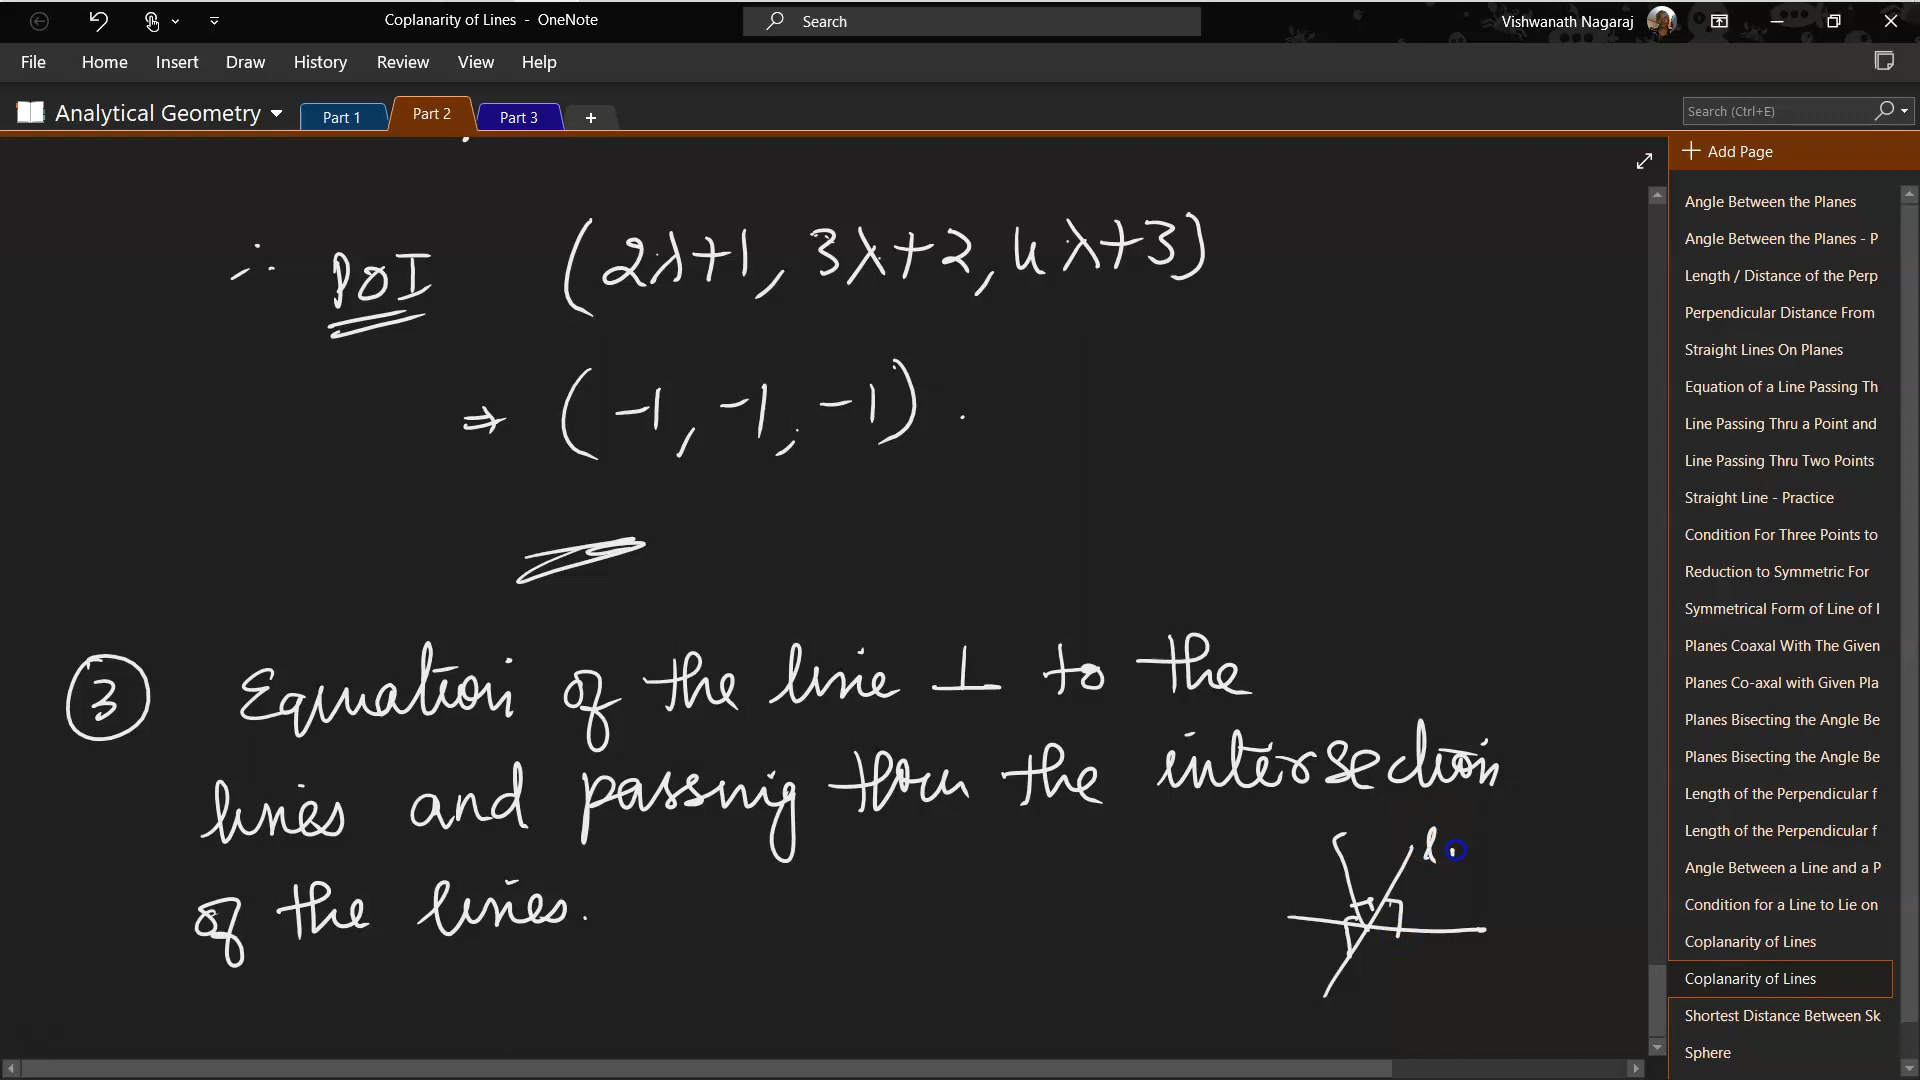 Coplanarity of Lines - OneNote
Search
Vishwanath Nagaraj
File Home Insert Draw History Review View Help
Analytical Geometry
Part 1
Part 2
Part 3
+
Search (Ctrl+E)
∴ POI (2λ+1, 3λ+2, 4λ+3)
⇒ (-1, -1, -1).
③ Equation of the line ⊥ to the
lines and passing thru the intersection
of the lines.
l.
Add Page
Angle Between the Planes
Angle Between the Planes - P
Length / Distance of the Perp
Perpendicular Distance From
Straight Lines On Planes
Equation of a Line Passing Th
Line Passing Thru a Point and
Line Passing Thru Two Points
Straight Line - Practice
Condition For Three Points to
Reduction to Symmetric For
Symmetrical Form of Line of I
Planes Coaxal With The Given
Planes Co-axal with Given Pla
Planes Bisecting the Angle Be
Planes Bisecting the Angle Be
Length of the Perpendicular f
Length of the Perpendicular f
Angle Between a Line and a P
Condition for a Line to Lie on
Coplanarity of Lines
Coplanarity of Lines
Shortest Distance Between Sk
Sphere